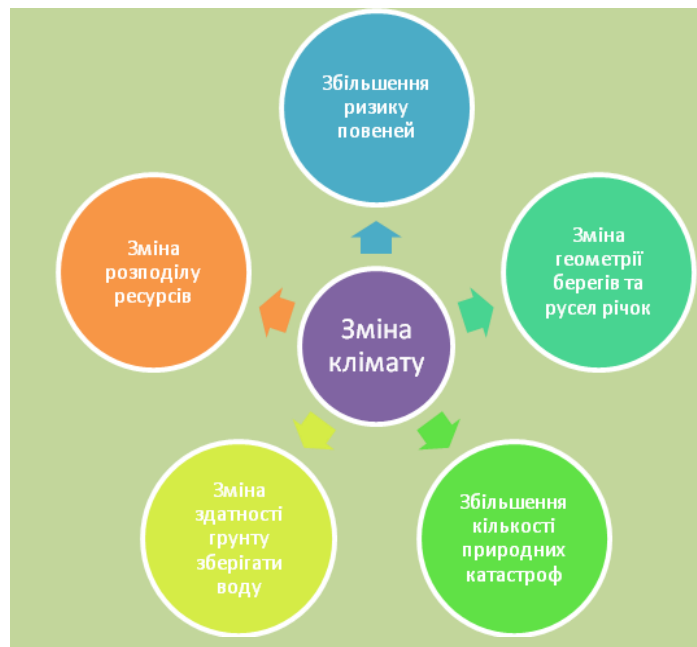 Збільшення
ризику
повеней
Зміна
геометрії
берегів та
русел річок
Збільшення
кількості
природних
катастроф
Зміна
здатності
грунту
зберігати
воду
Зміна
розподілу
ресурсів
Зміна
клімату